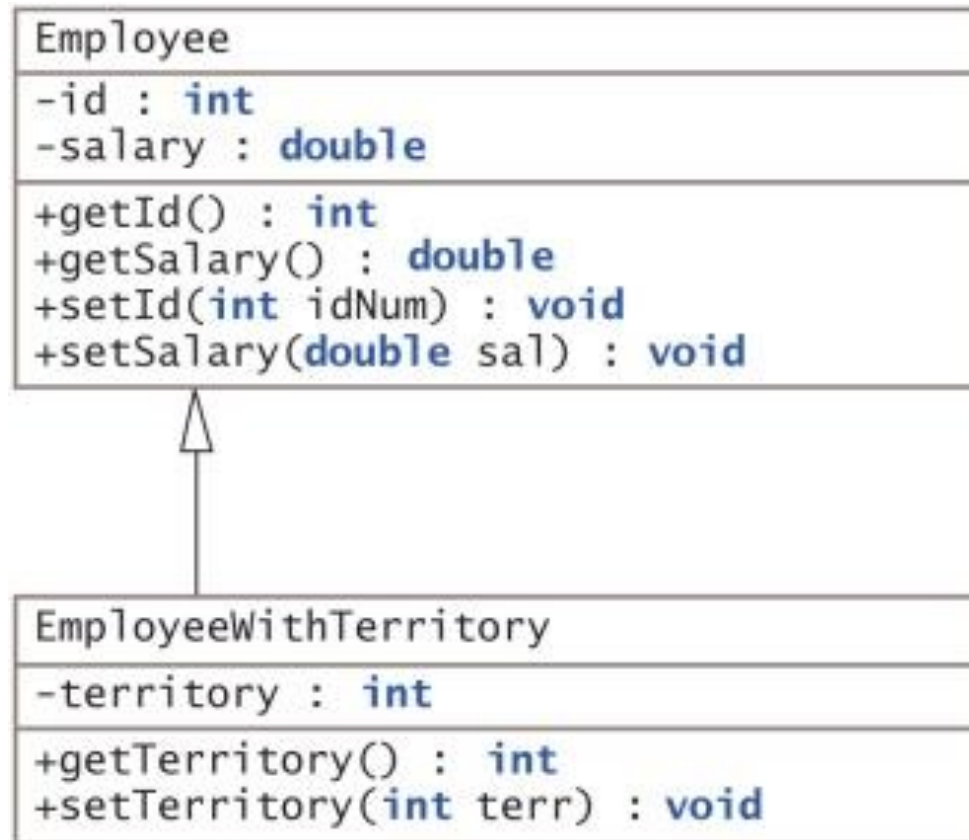 Employee
-id : int
-salary : double
+getId() : int
+getSalary() : double
+setId(int idNum) : void
+setSalary(double sal) : void
EmployeeWithTerritory
-territory : int
+getTerritory() : int
+setTerritory(int terr) : void